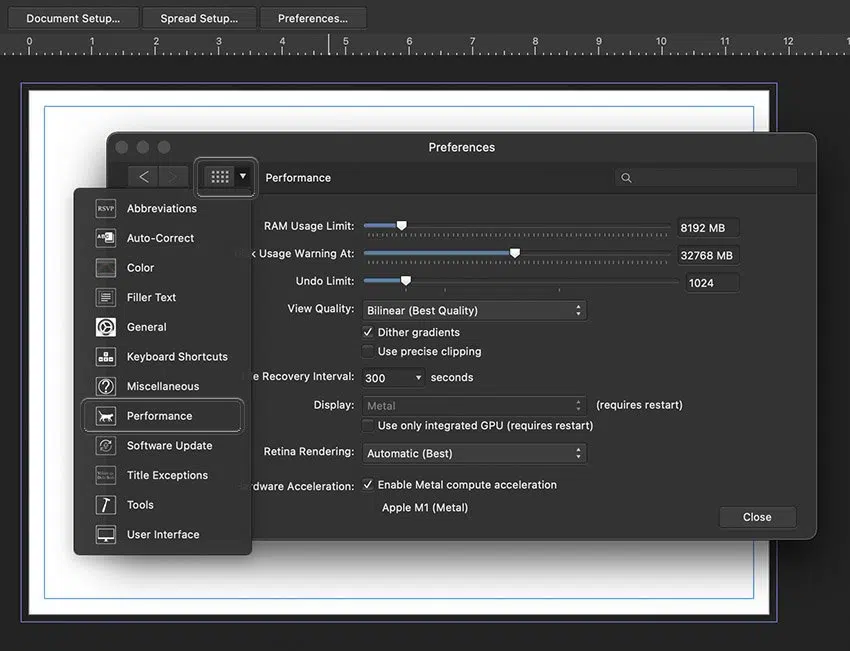 Document Setup...
Spread Setup...
Preferences...
0 1 2 3 4 5 6 7 8 9 10 11 12
Preferences
Performance
Abbreviations
Auto-Correct
Color
Filler Text
General
Keyboard Shortcuts
Miscellaneous
Performance
Software Update
Title Exceptions
Tools
User Interface
RAM Usage Limit: 8192 MB
Usage Warning At: 32768 MB
Undo Limit: 1024
View Quality: Bilinear (Best Quality)
Dither gradients
Use precise clipping
Recovery Interval: 300 seconds
Display: Metal (requires restart)
Use only integrated GPU (requires restart)
Retina Rendering: Automatic (Best)
Acceleration: Enable Metal compute acceleration
Apple M1 (Metal)
Close